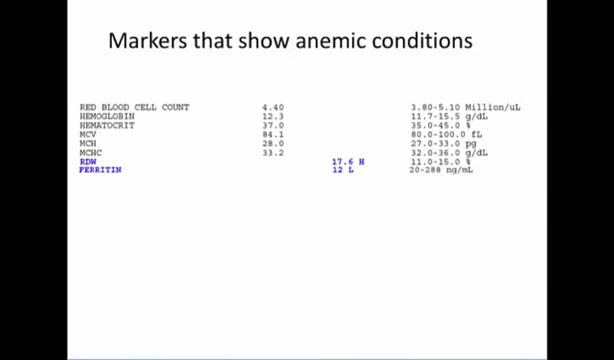 Markers that show anemic conditions
RED BLOOD CELL COUNT 4.40 3.80-5.10 Million/uL
HEMOGLOBIN 12.3 11.7-15.5 g/dL
HEMATOCRIT 37.0 35.0-45.0 %
MCV 84.1 80.0-100.0 fL
MCH 28.0 27.0-33.0 pg
MCHC 33.2 32.0-36.0 g/dL
RDW 17.6 H 11.0-15.0 %
FERRITIN 12 L 20-288 ng/mL